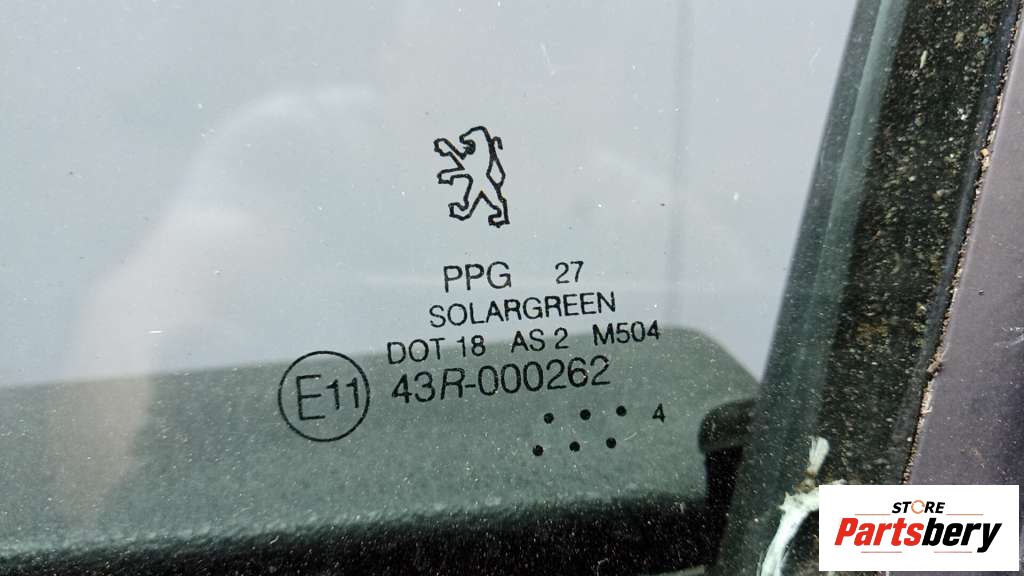 PPG 27
SOLARGREEN
DOT 18 AS 2 M504
E11 43R-000262
4
STORE
Partsbery